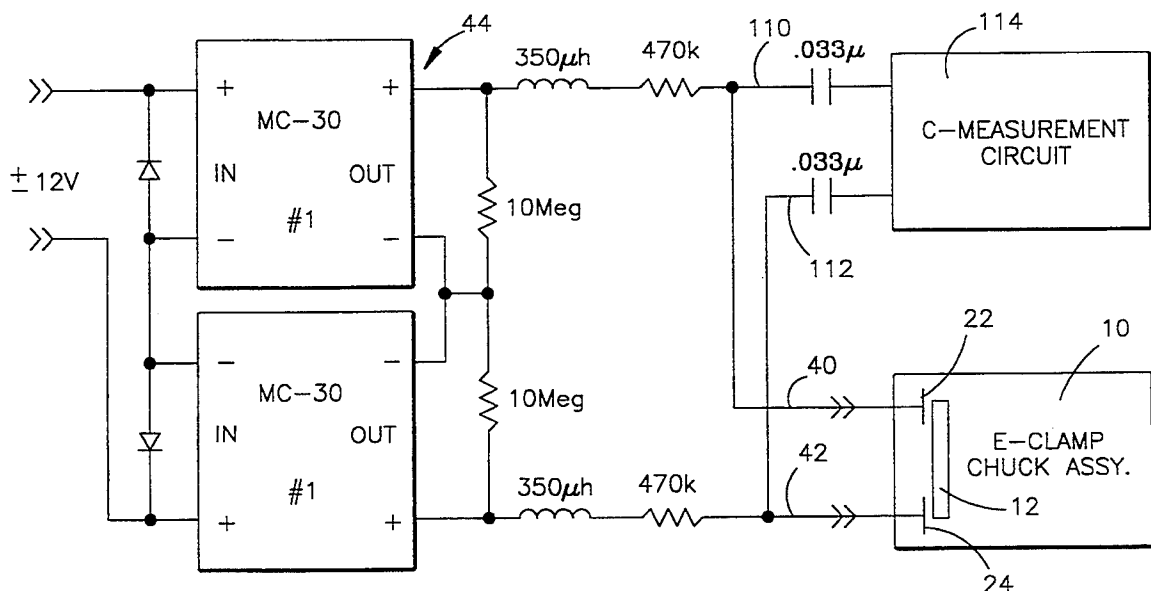 44
350μh
470k
110
.033μ
114
+
+
MC-30
IN
OUT
#1
−
−
± 12V
10Meg
C-MEASUREMENT
CIRCUIT
.033μ
112
−
−
MC-30
IN
OUT
#1
+
+
10Meg
350μh
470k
40
42
22
10
E-CLAMP
CHUCK ASSY.
12
24